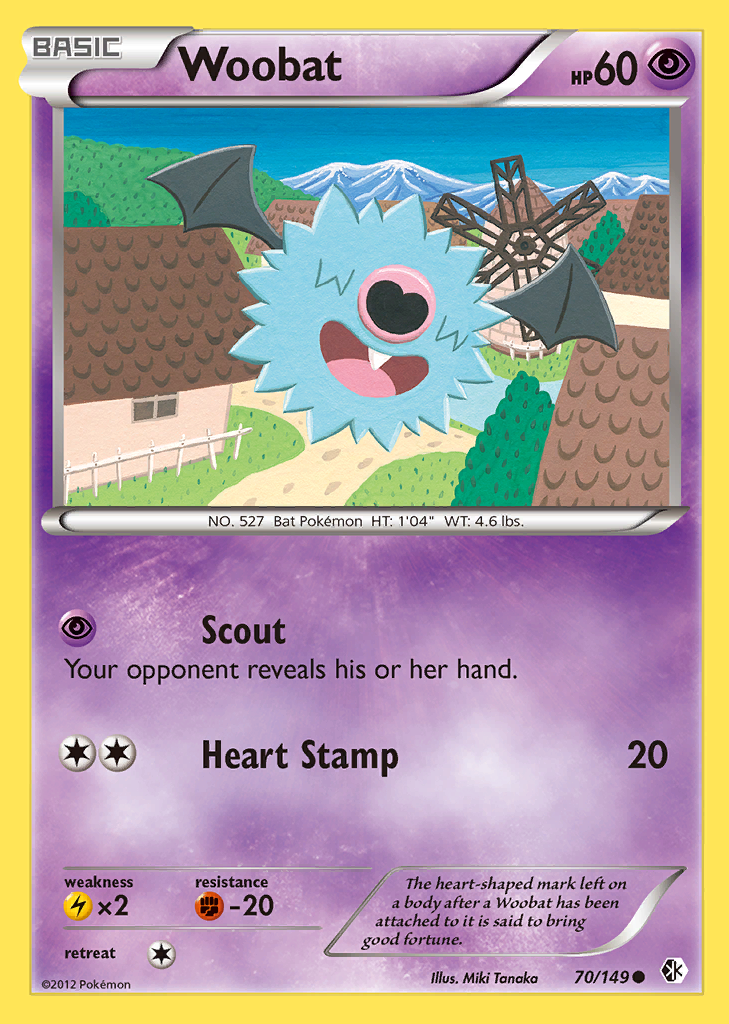 BASIC
Woobat
HP60
NO. 527 Bat Pokémon HT: 1'04" WT: 4.6 lbs.
Scout
Your opponent reveals his or her hand.
Heart Stamp 20
weakness
×2
resistance
-20
retreat
The heart-shaped mark left on
a body after a Woobat has been
attached to it is said to bring
good fortune.
Illus. Miki Tanaka
70/149
©2012 Pokémon